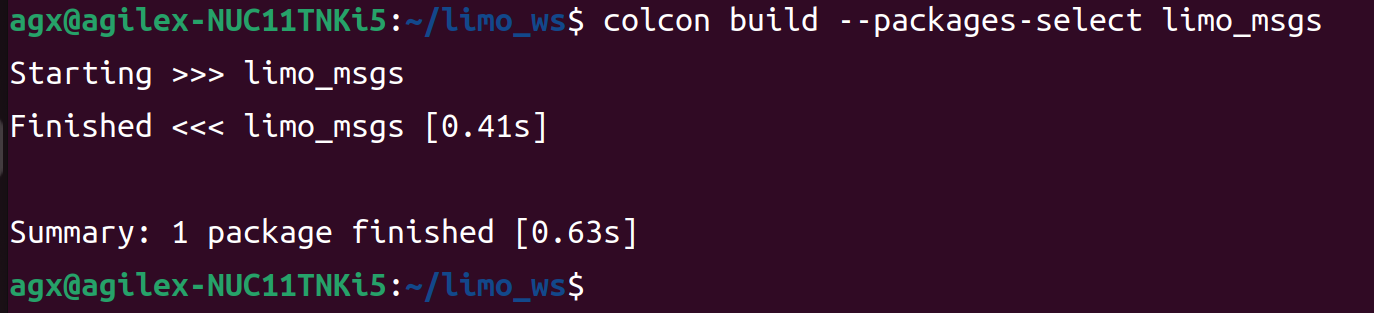 agx@agilex-NUC11TNKi5:~/limo_ws$ colcon build --packages-select limo_msgs
Starting >>> limo_msgs
Finished <<< limo_msgs [0.41s]
Summary: 1 package finished [0.63s]
agx@agilex-NUC11TNKi5:~/limo_ws$